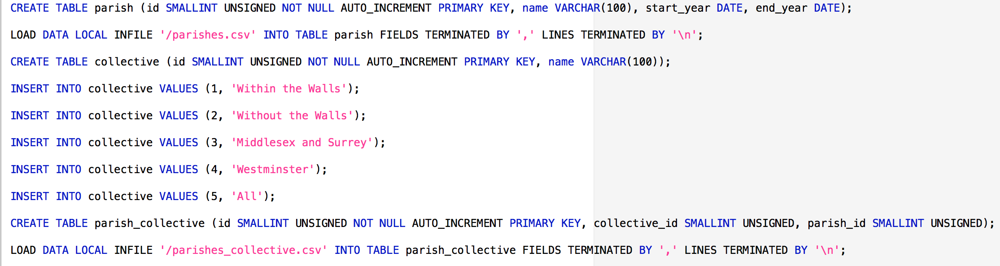 CREATE TABLE parish (id SMALLINT UNSIGNED NOT NULL AUTO_INCREMENT PRIMARY KEY, name VARCHAR(100), start_year DATE, end_year DATE);
LOAD DATA LOCAL INFILE '/parishes.csv' INTO TABLE parish FIELDS TERMINATED BY ',' LINES TERMINATED BY '\n';
CREATE TABLE collective (id SMALLINT UNSIGNED NOT NULL AUTO_INCREMENT PRIMARY KEY, name VARCHAR(100));
INSERT INTO collective VALUES (1, 'Within the Walls');
INSERT INTO collective VALUES (2, 'Without the Walls');
INSERT INTO collective VALUES (3, 'Middlesex and Surrey');
INSERT INTO collective VALUES (4, 'Westminster');
INSERT INTO collective VALUES (5, 'All');
CREATE TABLE parish_collective (id SMALLINT UNSIGNED NOT NULL AUTO_INCREMENT PRIMARY KEY, collective_id SMALLINT UNSIGNED, parish_id SMALLINT UNSIGNED);
LOAD DATA LOCAL INFILE '/parishes_collective.csv' INTO TABLE parish_collective FIELDS TERMINATED BY ',' LINES TERMINATED BY '\n';